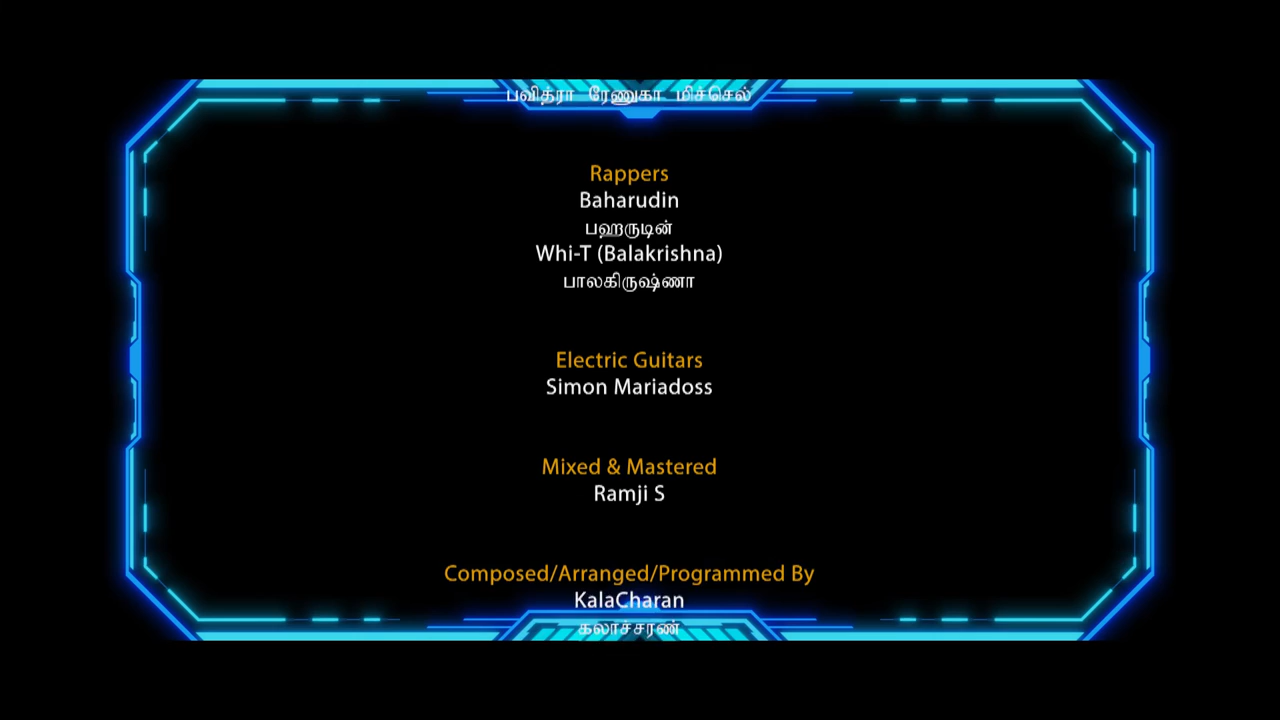 பவித்ரா ரேணுகா மிச்செல்
Rappers
Baharudin
பஹருடின்
Whi-T (Balakrishna)
பாலகிருஷ்ணா
Electric Guitars
Simon Mariadoss
Mixed & Mastered
Ramji S
Composed/Arranged/Programmed By
KalaCharan
கலாச்சரண்